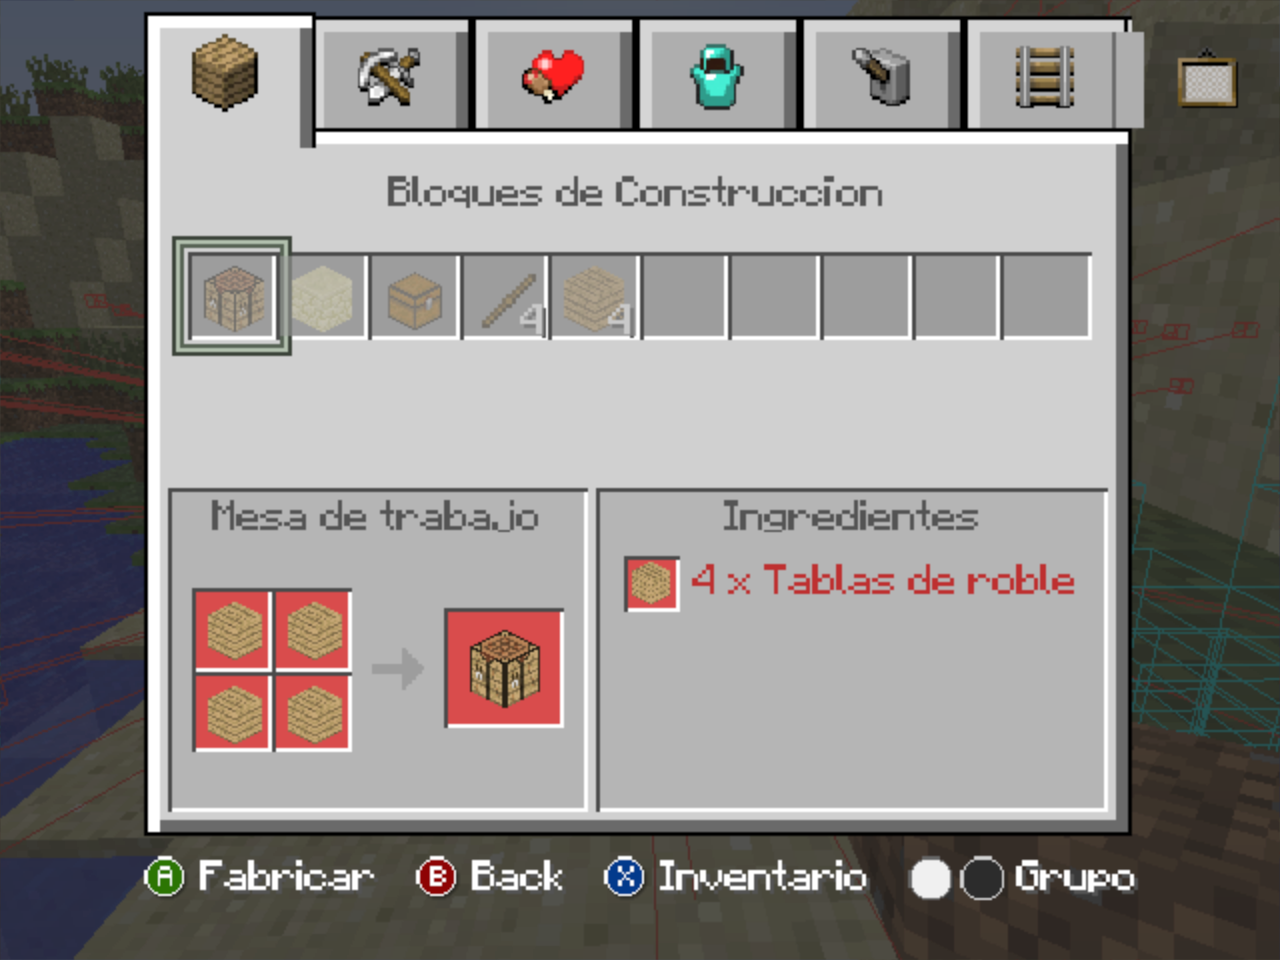 Bloques de Construccion
4
4
Mesa de trabajo
Ingredientes
4 x Tablas de roble
A Fabricar
B Back
X Inventario
Grupo